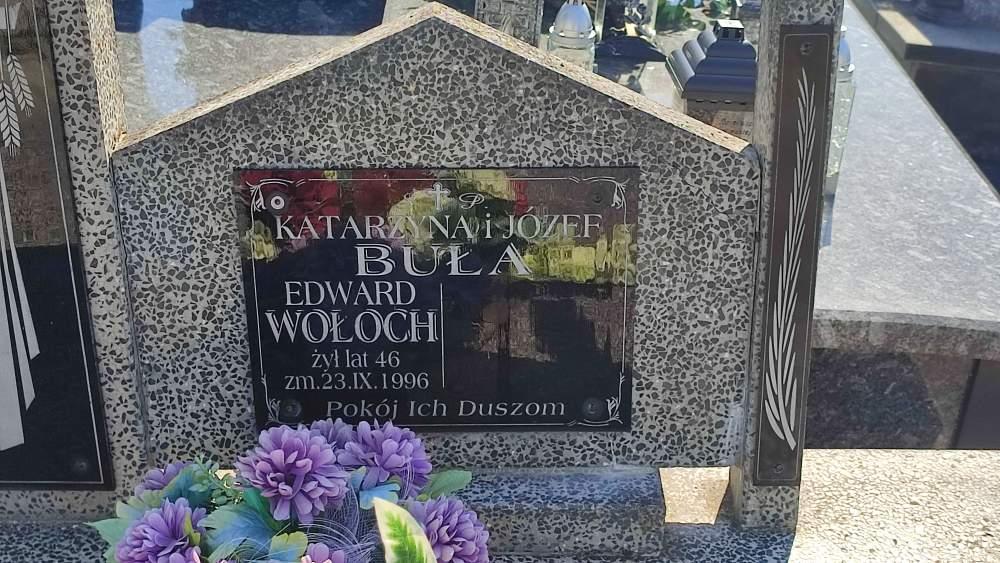 Ś P
KATARZYNA i JÓZEF
BUŁA
EDWARD
WOŁOCH
żył lat 46
zm.23.IX.1996
Pokój Ich Duszom